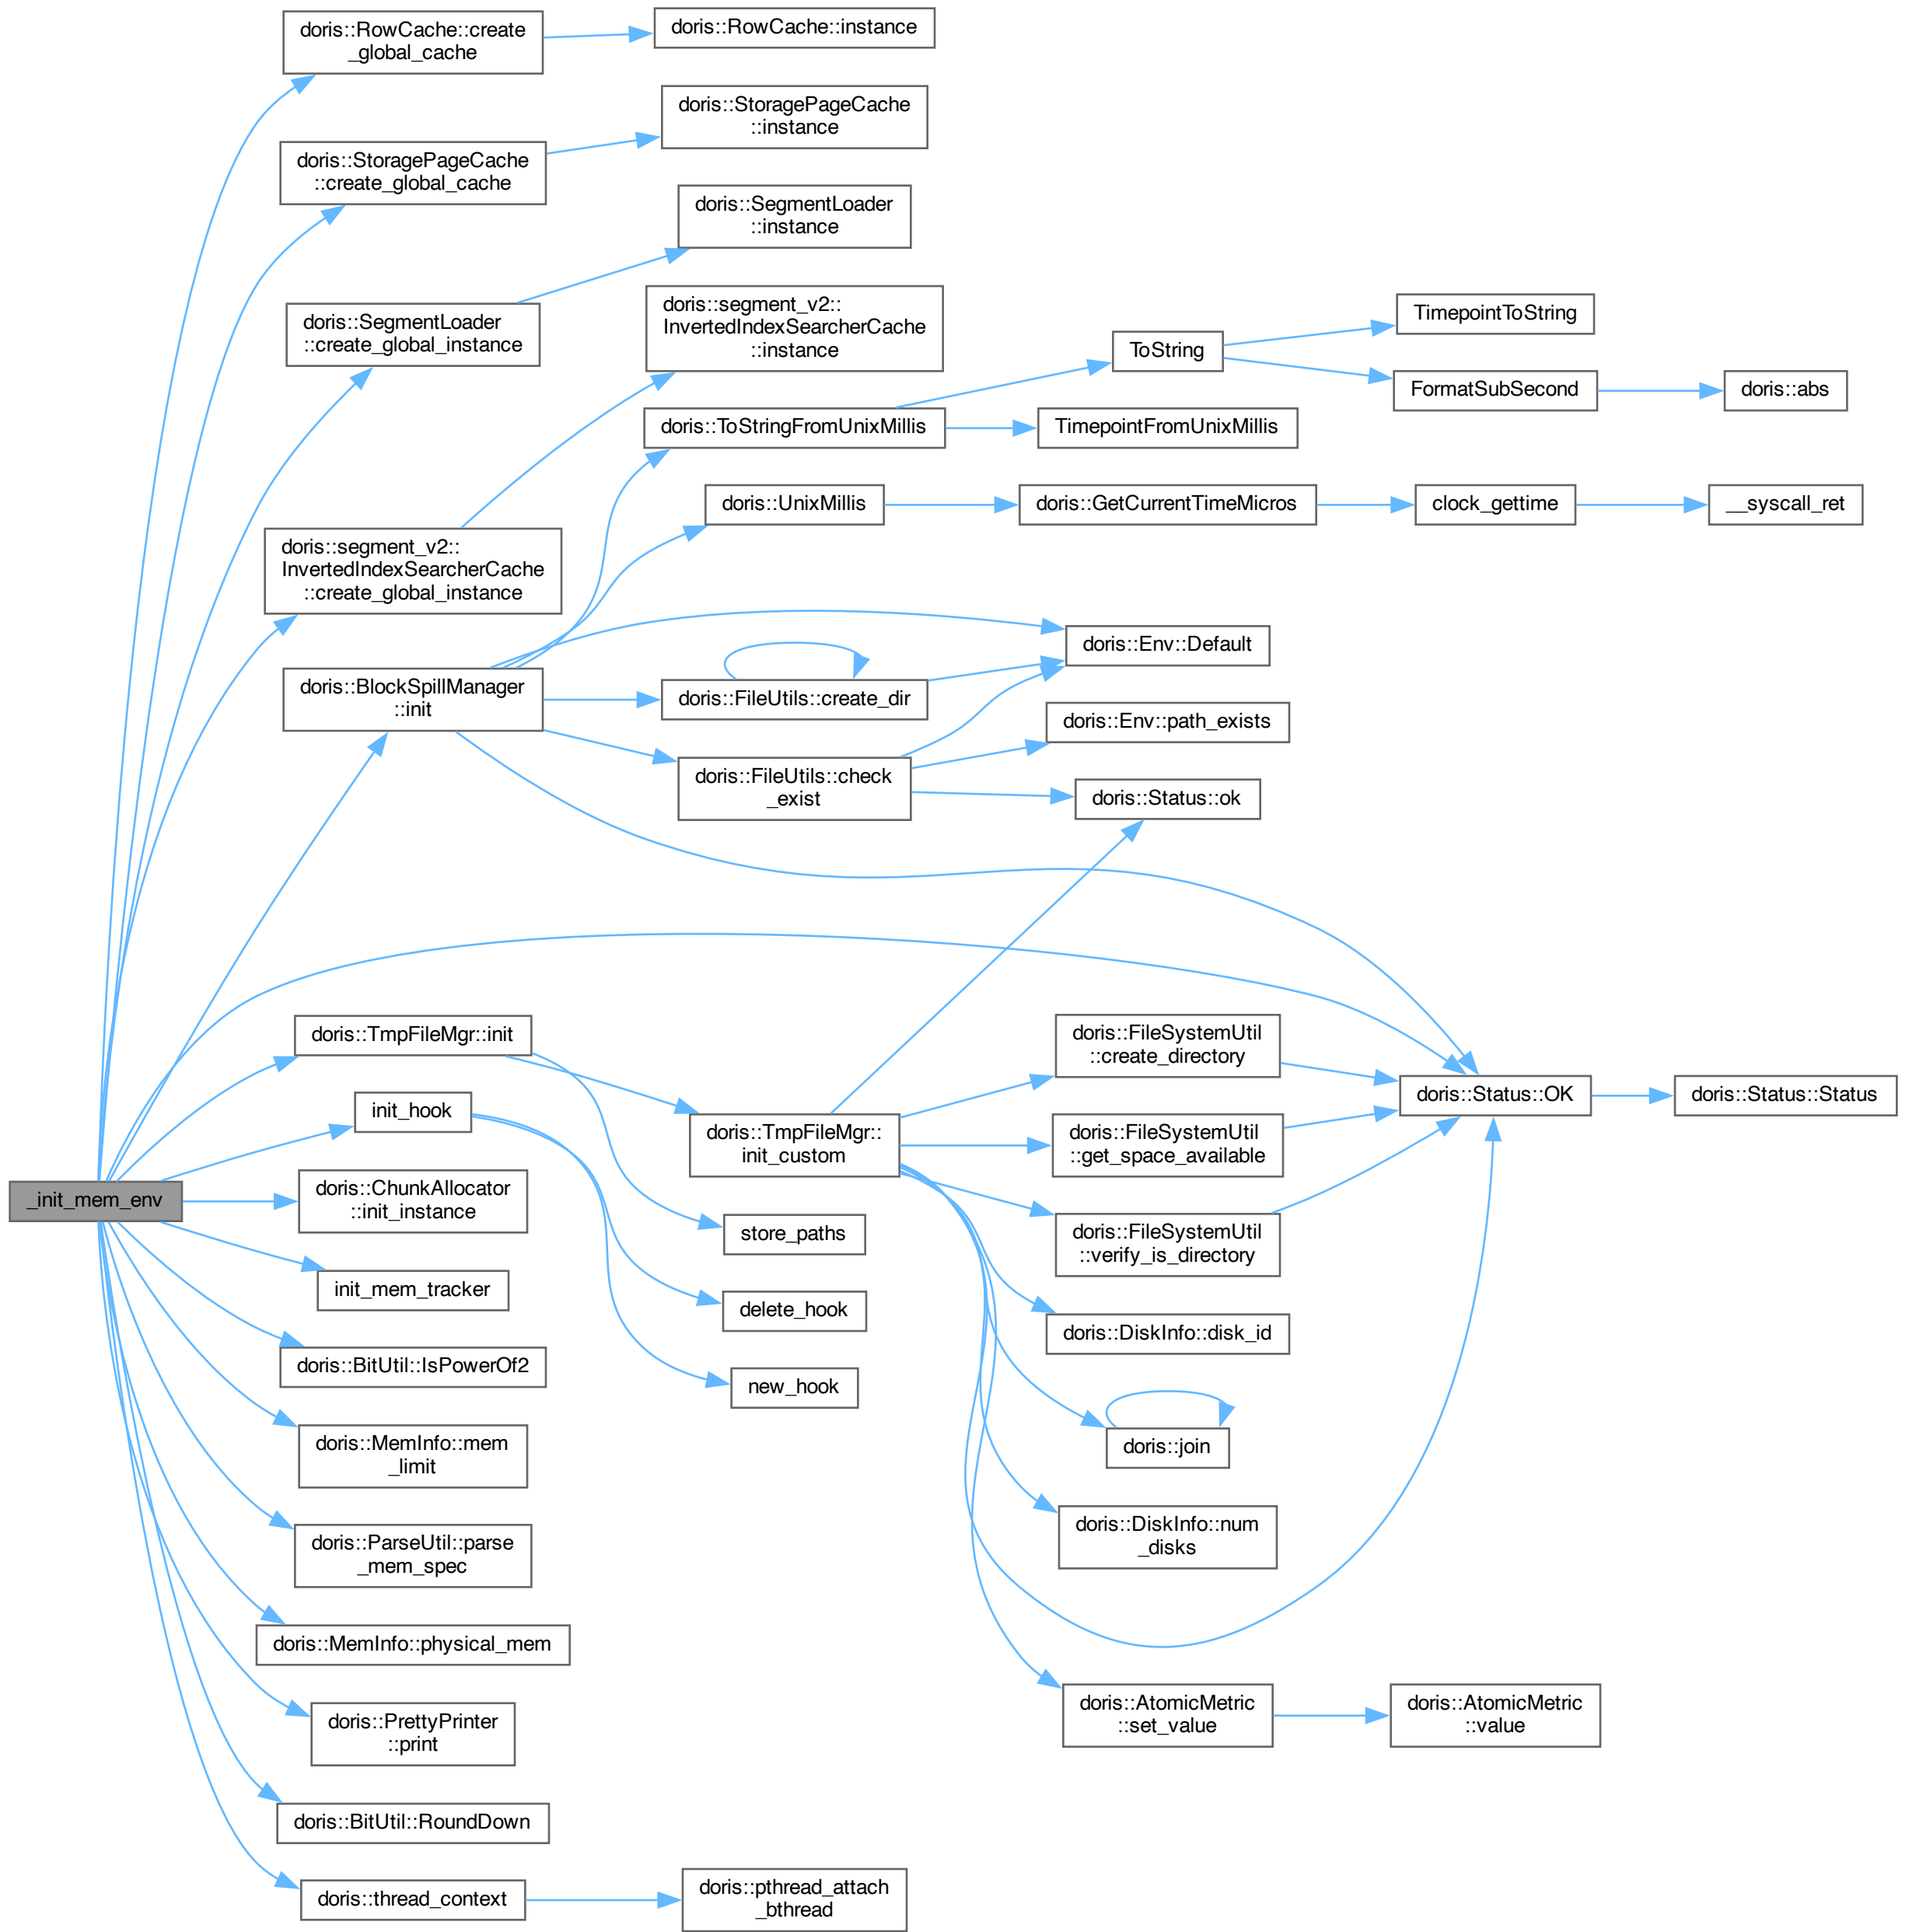 doris::RowCache::create
_global_cache
doris::RowCache::instance
doris::StoragePageCache
::create_global_cache
doris::StoragePageCache
::instance
doris::SegmentLoader
::create_global_instance
doris::SegmentLoader
::instance
doris::segment_v2::
InvertedIndexSearcherCache
::create_global_instance
doris::segment_v2::
InvertedIndexSearcherCache
::instance
doris::BlockSpillManager
::init
doris::ToStringFromUnixMillis
ToString
TimepointToString
FormatSubSecond
doris::abs
TimepointFromUnixMillis
doris::UnixMillis
doris::GetCurrentTimeMicros
clock_gettime
__syscall_ret
doris::Env::Default
doris::FileUtils::create_dir
doris::Env::path_exists
doris::FileUtils::check
_exist
doris::Status::ok
doris::TmpFileMgr::init
doris::TmpFileMgr::
init_custom
doris::FileSystemUtil
::create_directory
doris::FileSystemUtil
::get_space_available
doris::FileSystemUtil
::verify_is_directory
doris::Status::OK
doris::Status::Status
_init_mem_env
init_hook
doris::ChunkAllocator
::init_instance
store_paths
init_mem_tracker
delete_hook
doris::DiskInfo::disk_id
doris::BitUtil::IsPowerOf2
new_hook
doris::join
doris::MemInfo::mem
_limit
doris::ParseUtil::parse
_mem_spec
doris::DiskInfo::num
_disks
doris::MemInfo::physical_mem
doris::PrettyPrinter
::print
doris::AtomicMetric
::set_value
doris::AtomicMetric
::value
doris::BitUtil::RoundDown
doris::thread_context
doris::pthread_attach
_bthread